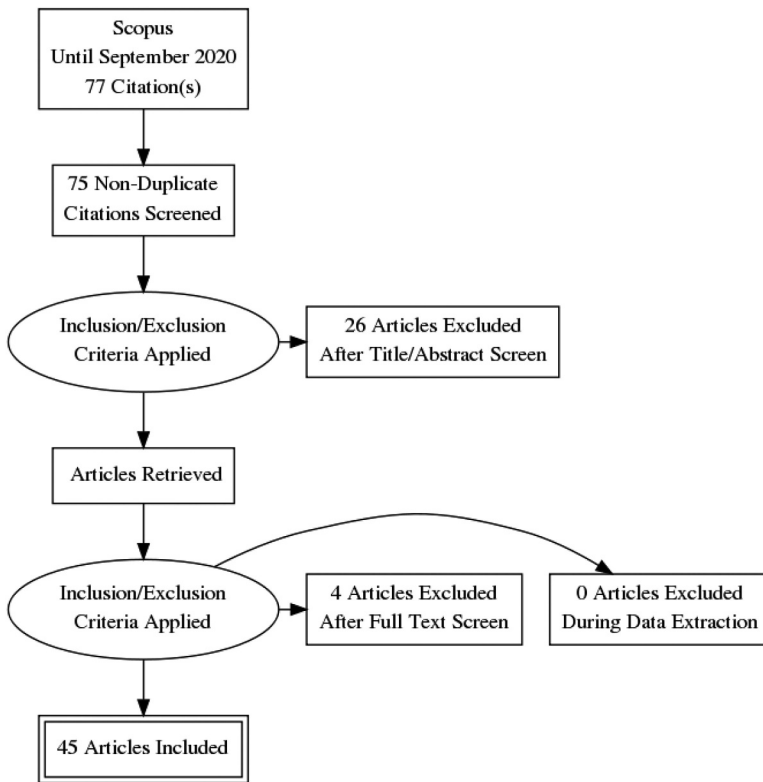 Scopus
Until September 2020
77 Citation(s)
75 Non-Duplicate
Citations Screened
Inclusion/Exclusion
Criteria Applied
26 Articles Excluded
After Title/Abstract Screen
Articles Retrieved
Inclusion/Exclusion
Criteria Applied
4 Articles Excluded
After Full Text Screen
0 Articles Excluded
During Data Extraction
45 Articles Included